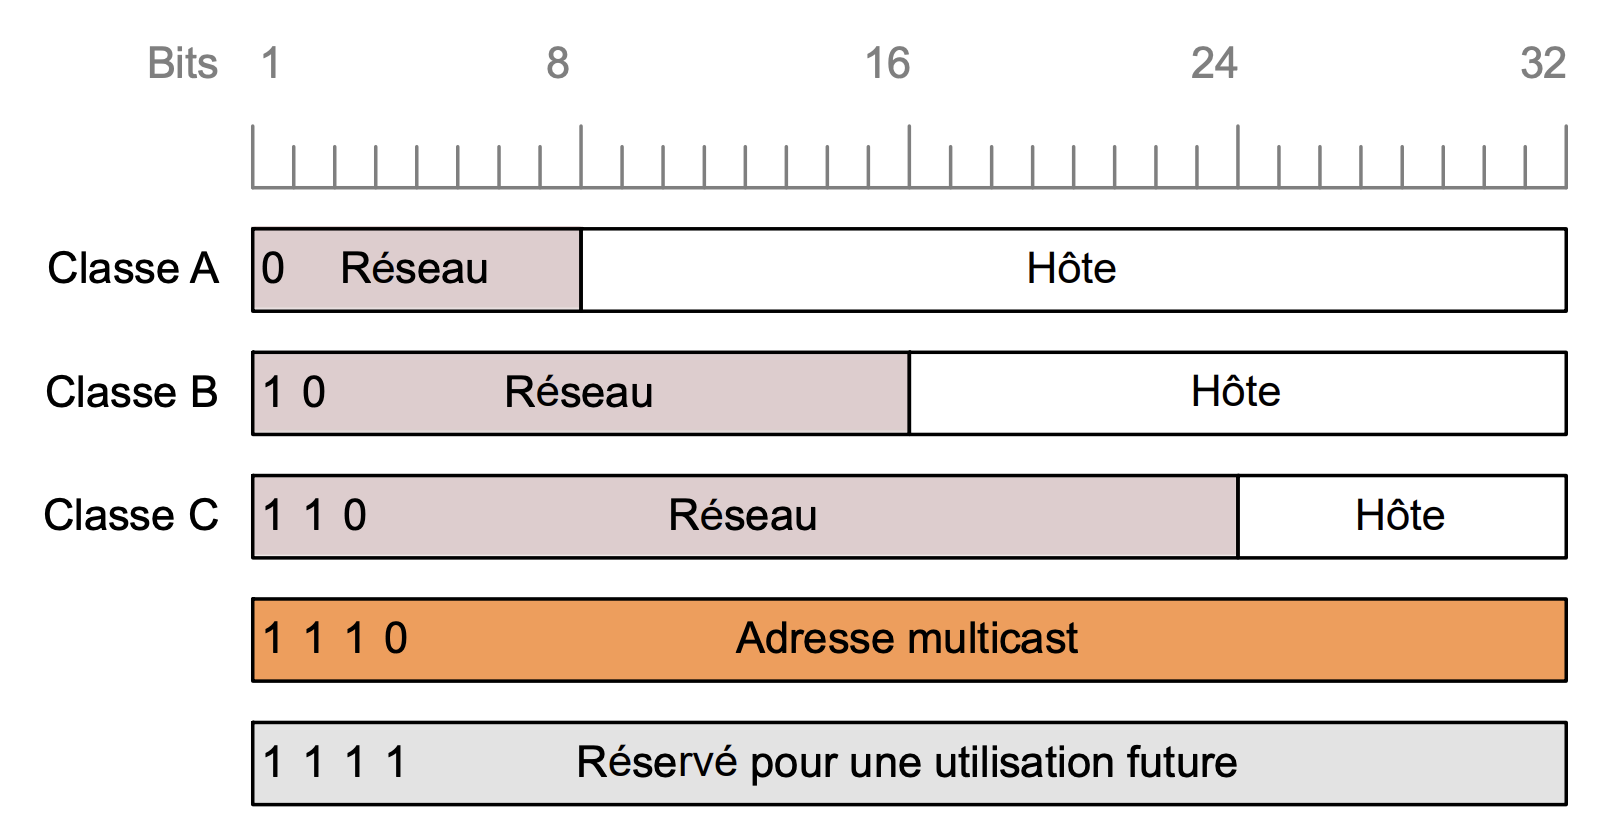 Bits 1 8 16 24 32
Classe A 0 Réseau Hôte
Classe B 1 0 Réseau Hôte
Classe C 1 1 0 Réseau Hôte
1 1 1 0 Adresse multicast
1 1 1 1 Réservé pour une utilisation future